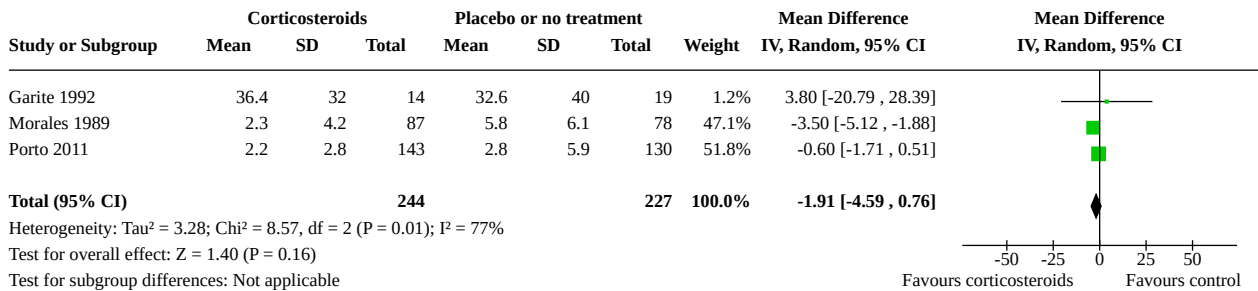 Corticosteroids Placebo or no treatment Mean Difference Mean Difference
Study or Subgroup Mean SD Total Mean SD Total Weight IV, Random, 95% CI IV, Random, 95% CI
Garite 1992 36.4 32 14 32.6 40 19 1.2% 3.80 [-20.79 , 28.39]
Morales 1989 2.3 4.2 87 5.8 6.1 78 47.1% -3.50 [-5.12 , -1.88]
Porto 2011 2.2 2.8 143 2.8 5.9 130 51.8% -0.60 [-1.71 , 0.51]
Total (95% CI) 244 227 100.0% -1.91 [-4.59 , 0.76]
Heterogeneity: Tau² = 3.28; Chi² = 8.57, df = 2 (P = 0.01); I² = 77%
Test for overall effect: Z = 1.40 (P = 0.16) -50 -25 0 25 50
Test for subgroup differences: Not applicable Favours corticosteroids Favours control